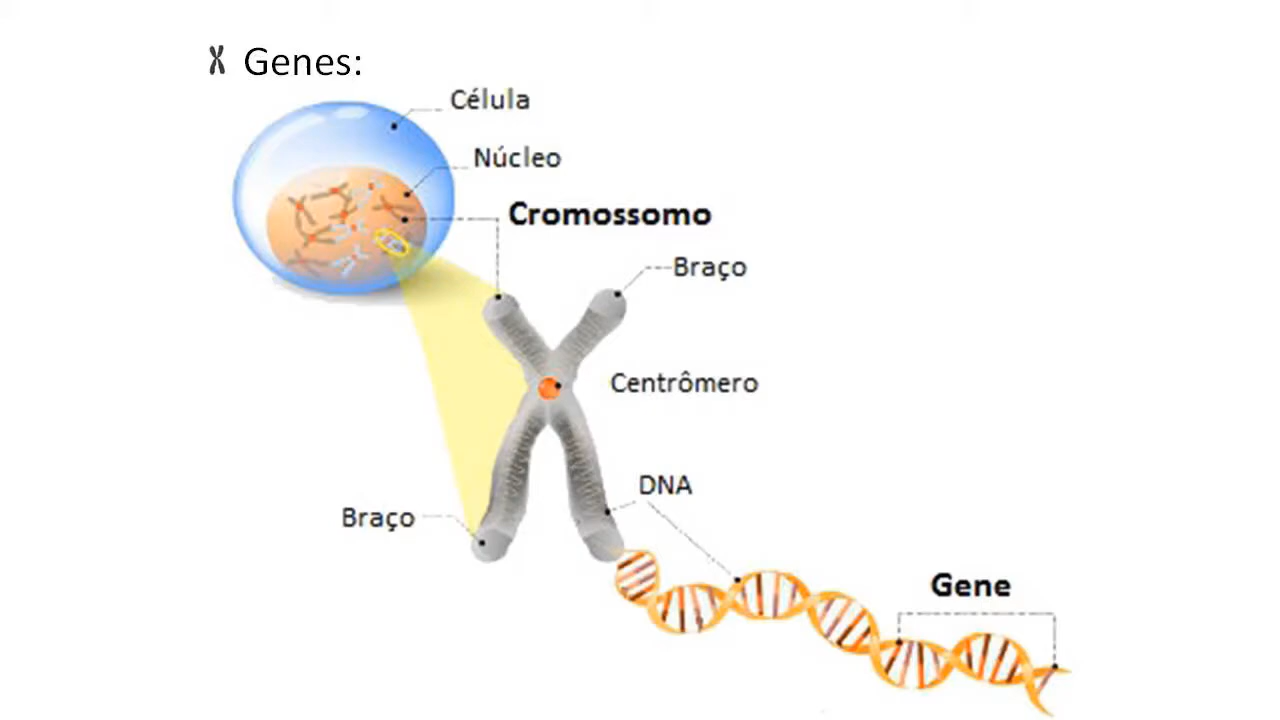 Genes:
Célula
Núcleo
Cromossomo
Braço
Centrômero
DNA
Braço
Gene